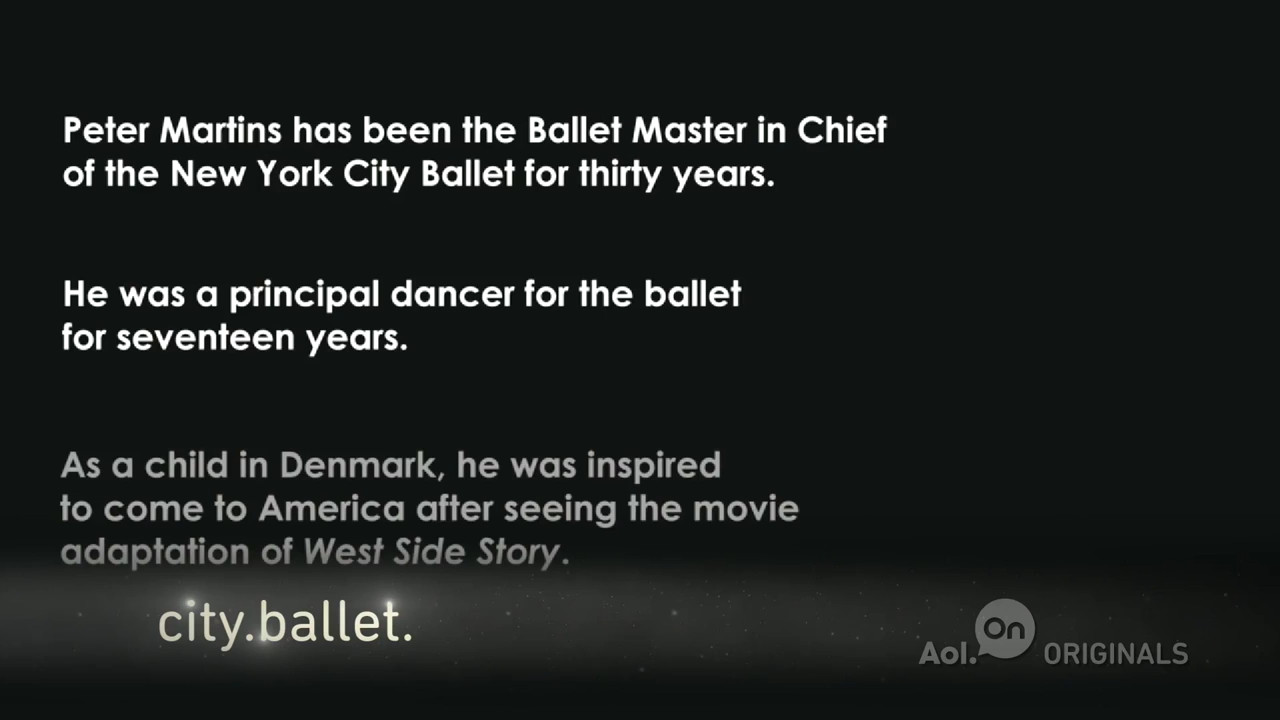 Peter Martins has been the Ballet Master in Chief
of the New York City Ballet for thirty years.
He was a principal dancer for the ballet
for seventeen years.
As a child in Denmark, he was inspired
to come to America after seeing the movie
adaptation of West Side Story.
city.ballet.
Aol. On ORIGINALS